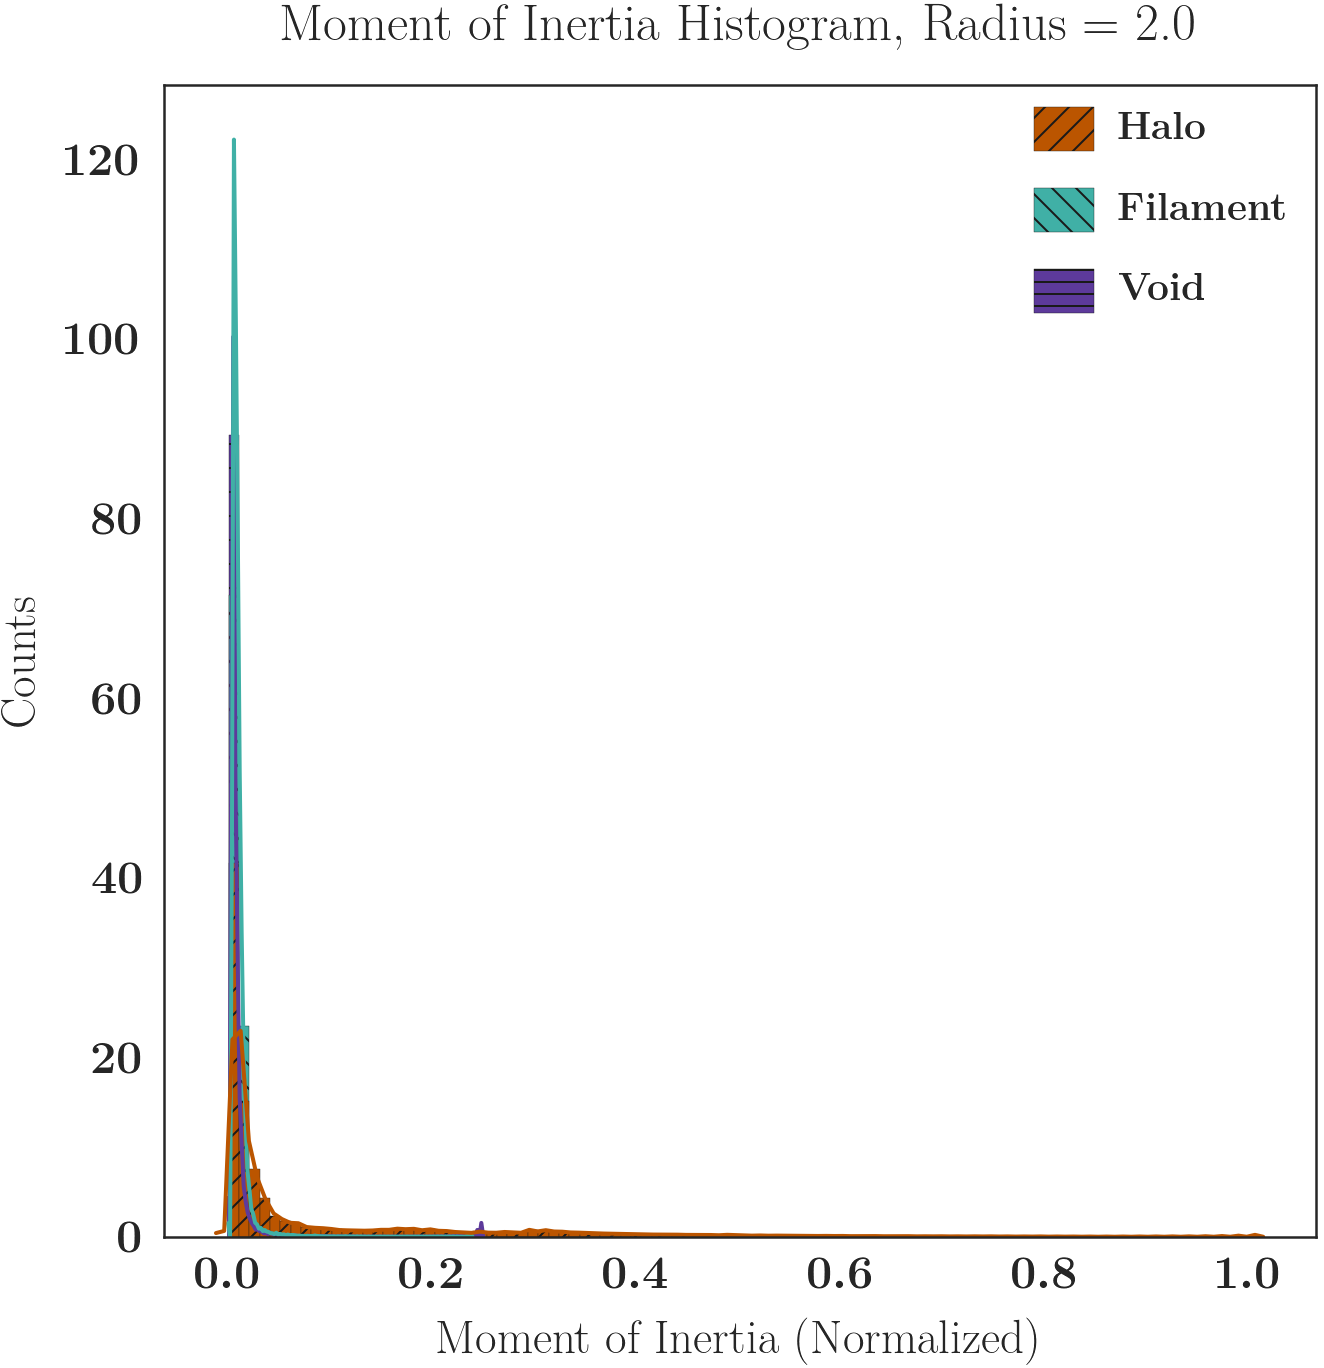 Moment of Inertia Histogram, Radius = 2.0
Halo
Filament
Void
120
100
80
60
40
20
0
Counts
0.0 0.2 0.4 0.6 0.8 1.0
Moment of Inertia (Normalized)